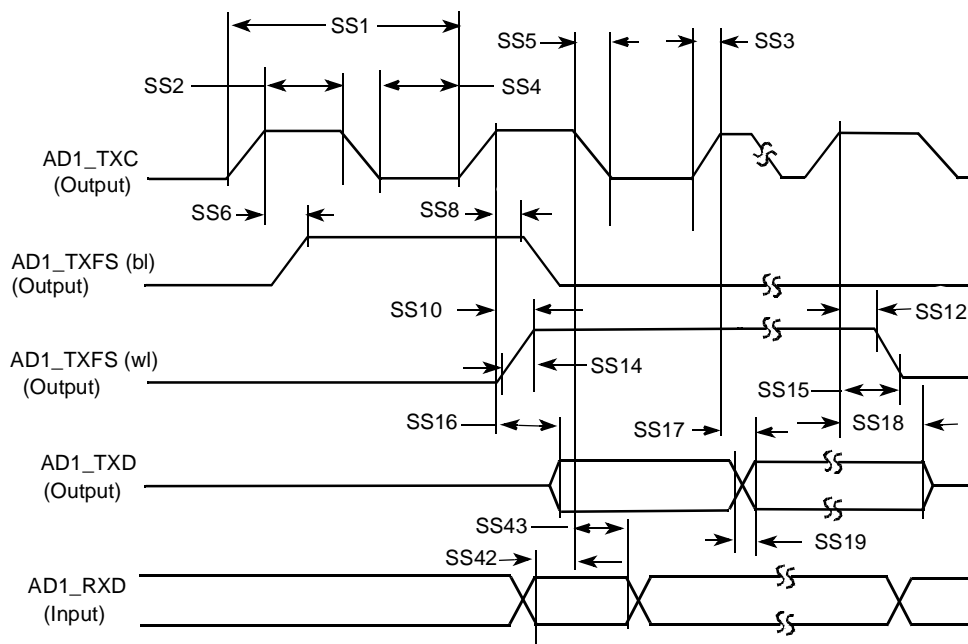 SS1
SS5
SS3
SS2
SS4
AD1_TXC
(Output)
SS6
SS8
AD1_TXFS (bl)
(Output)
SS10
SS12
AD1_TXFS (wl)
(Output)
SS14
SS15
SS16
SS17
SS18
AD1_TXD
(Output)
SS43
SS19
SS42
AD1_RXD
(Input)